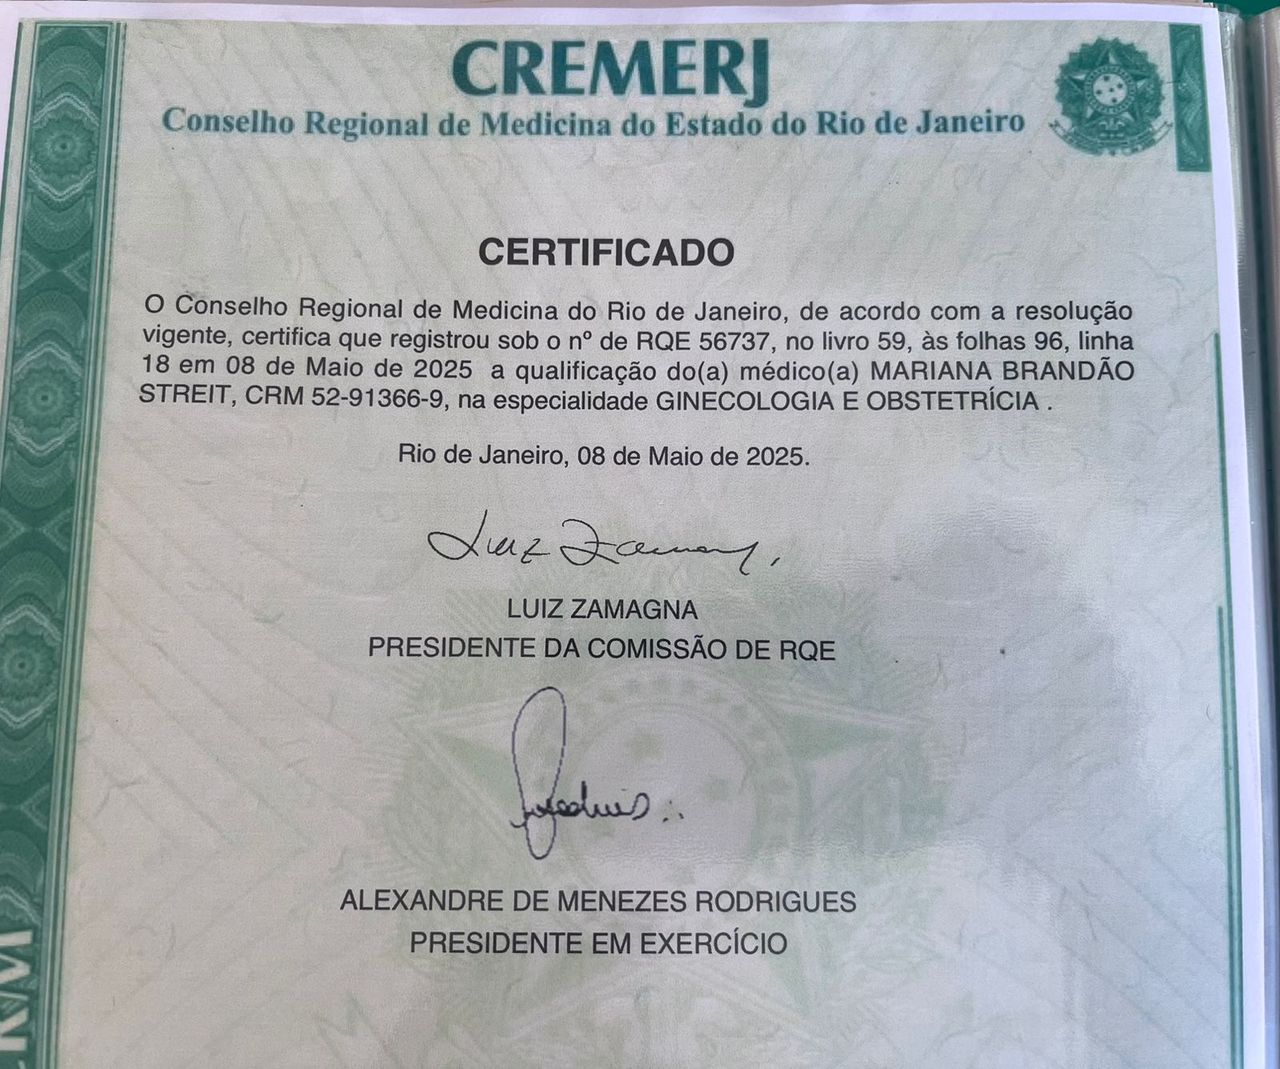 CREMERJ
Conselho Regional de Medicina do Estado do Rio de Janeiro
CERTIFICADO
O Conselho Regional de Medicina do Rio de Janeiro, de acordo com a resolução
vigente, certifica que registrou sob o nº de RQE 56737, no livro 59, às folhas 96, linha
18 em 08 de Maio de 2025 a qualificação do(a) médico(a) MARIANA BRANDÃO
STREIT, CRM 52-91366-9, na especialidade GINECOLOGIA E OBSTETRÍCIA .
Rio de Janeiro, 08 de Maio de 2025.
Luiz Zamagna
LUIZ ZAMAGNA
PRESIDENTE DA COMISSÃO DE RQE
ALEXANDRE DE MENEZES RODRIGUES
PRESIDENTE EM EXERCÍCIO
CRM